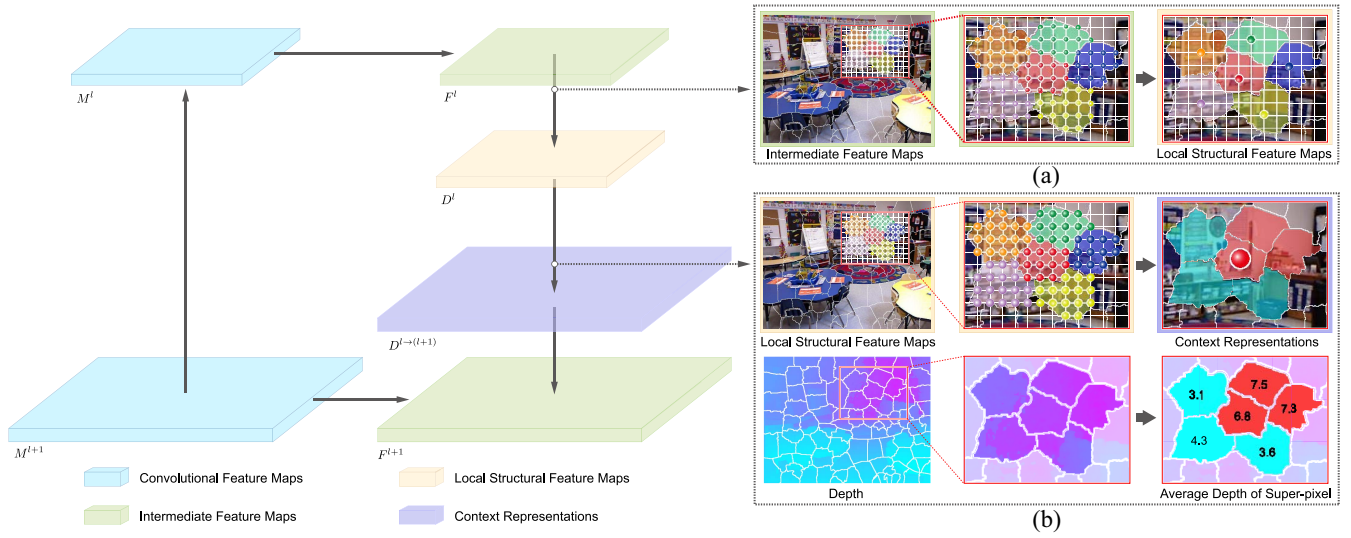 M^l
F^l
D^l
D^{l→(l+1)}
M^{l+1}
F^{l+1}
Convolutional Feature Maps
Local Structural Feature Maps
Intermediate Feature Maps
Context Representations
Intermediate Feature Maps
Local Structural Feature Maps
(a)
Local Structural Feature Maps
Context Representations
3.1
7.5
6.8
7.3
4.3
3.6
Depth
Average Depth of Super-pixel
(b)